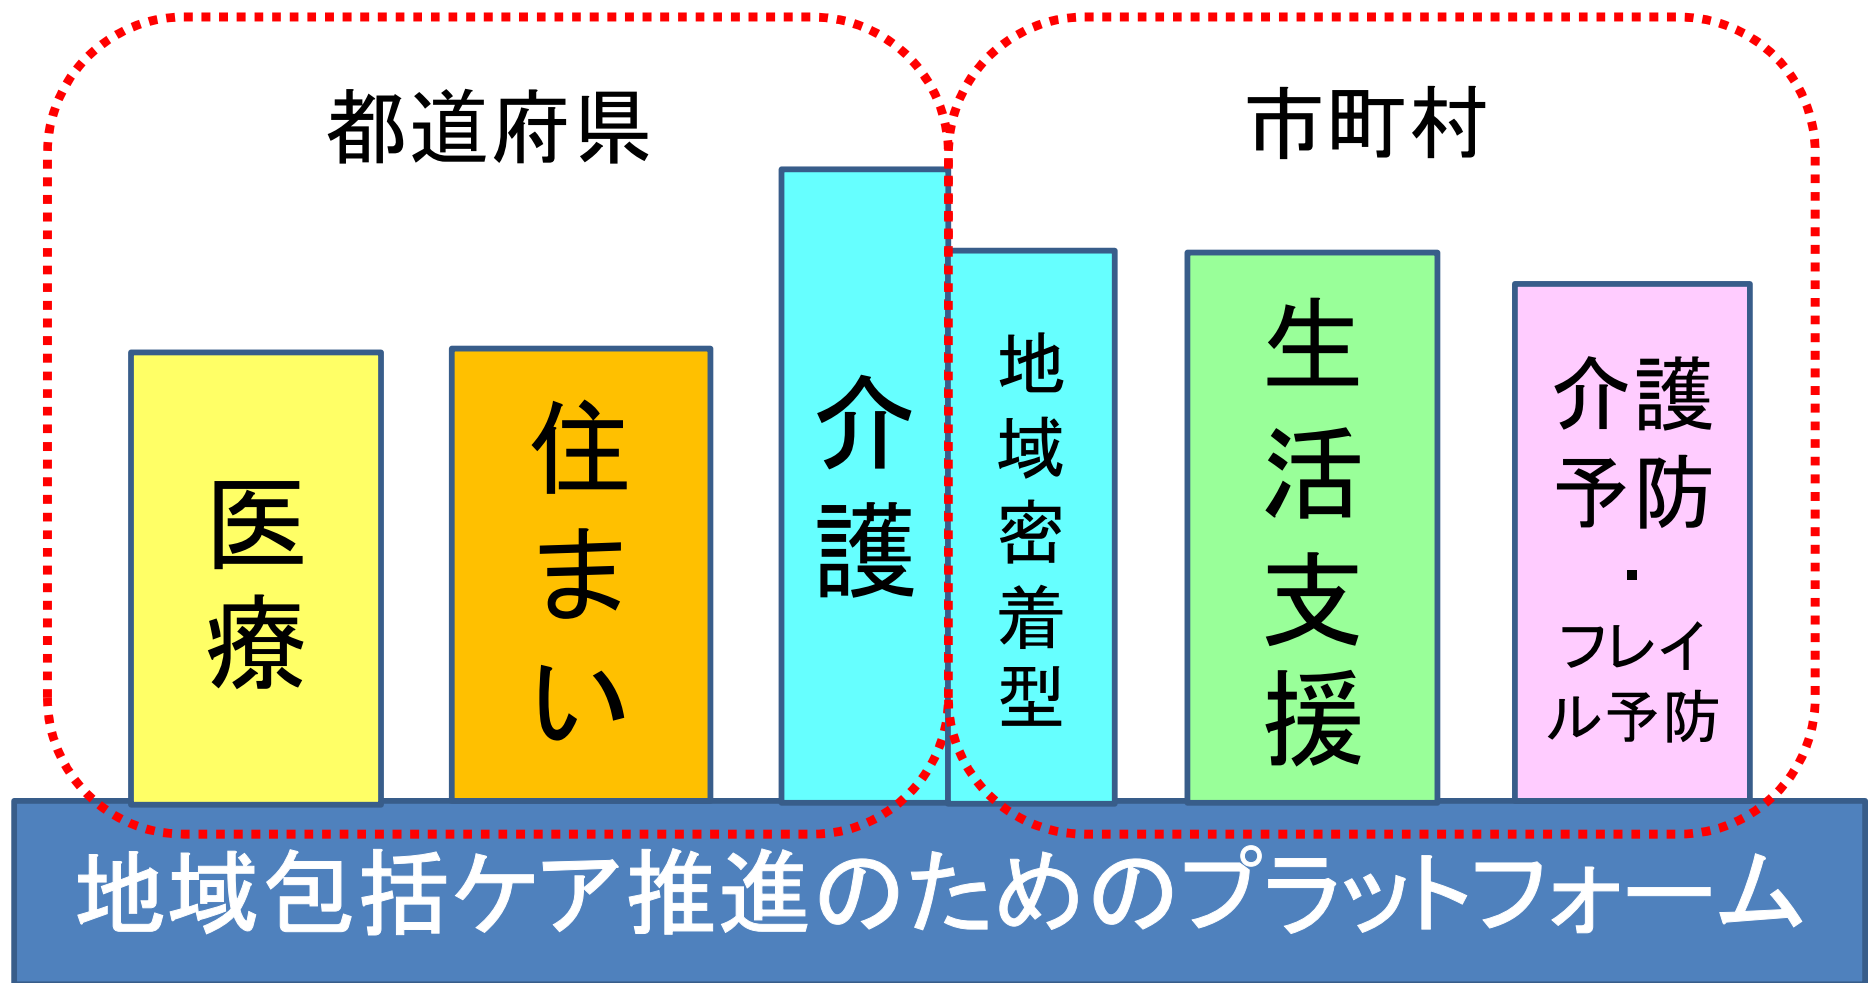 都道府県
市町村
医療
住まい
介護
地域密着型
生活支援
介護
予防
・
フレイ
ル予防
地域包括ケア推進のためのプラットフォーム